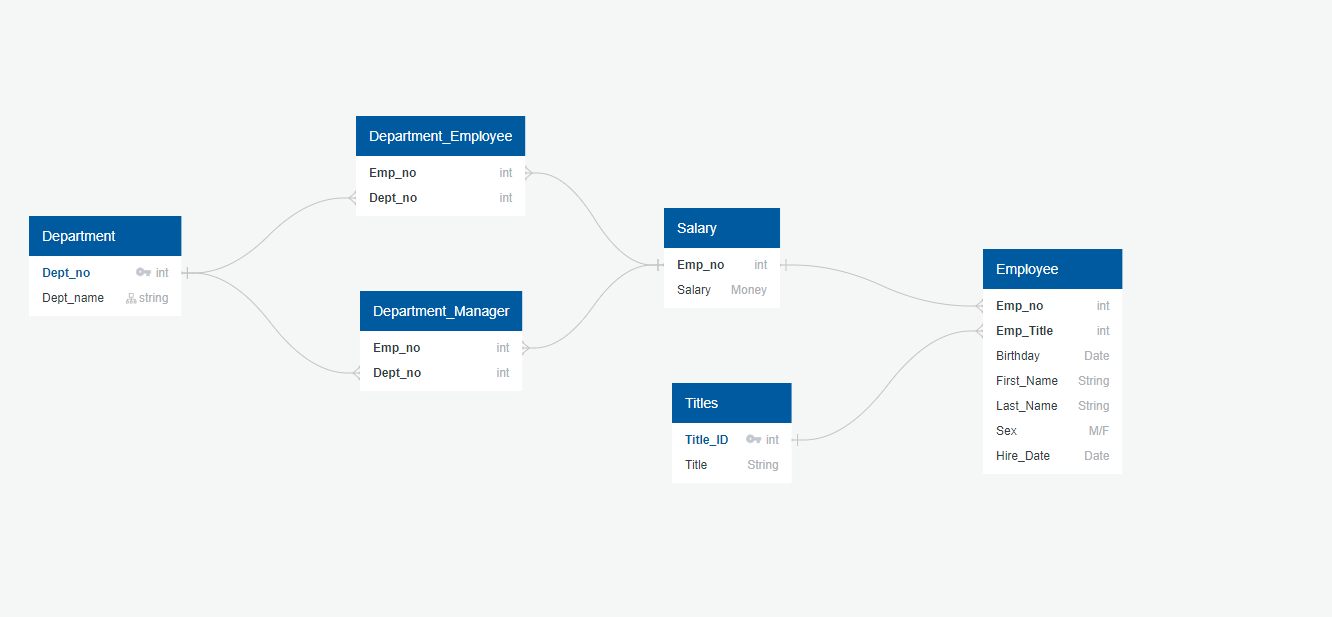 Department
Dept_no int
Dept_name string
Department_Employee
Emp_no int
Dept_no int
Department_Manager
Emp_no int
Dept_no int
Salary
Emp_no int
Salary Money
Titles
Title_ID int
Title String
Employee
Emp_no int
Emp_Title int
Birthday Date
First_Name String
Last_Name String
Sex M/F
Hire_Date Date